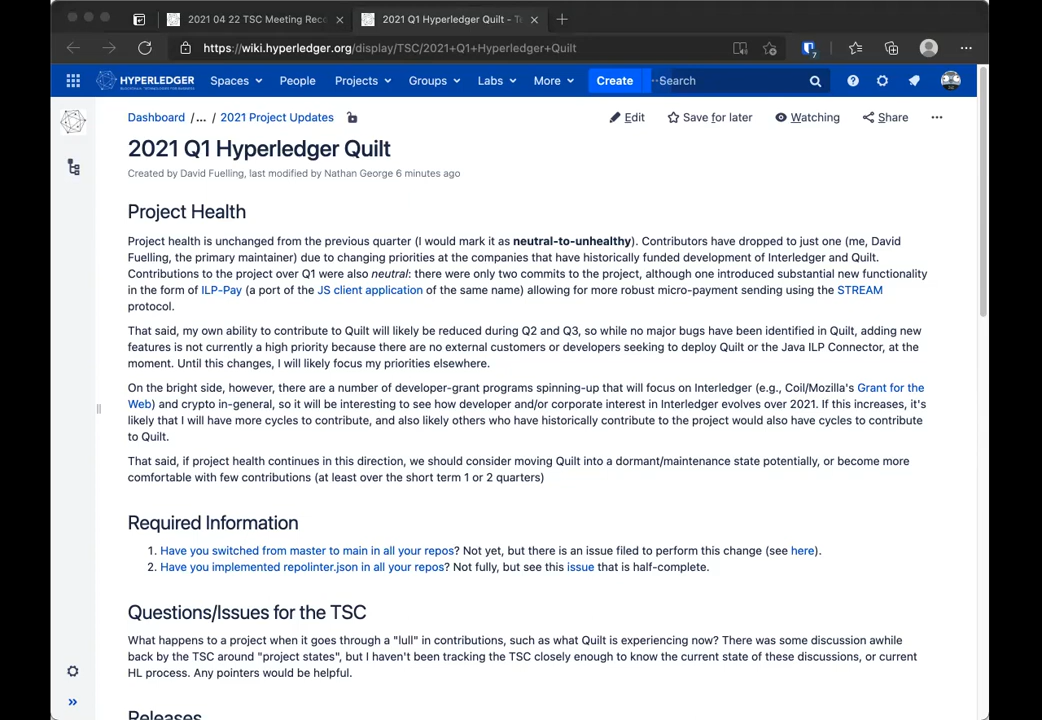 2021 04 22 TSC Meeting Reco
2021 Q1 Hyperledger Quilt - Te
https://wiki.hyperledger.org/display/TSC/2021+Q1+Hyperledger+Quilt
7
HYPERLEDGER
Spaces
People
Projects
Groups
Labs
More
Create
Search
Dashboard /... / 2021 Project Updates
Edit
Save for later
Watching
Share
2021 Q1 Hyperledger Quilt
Created by David Fuelling, last modified by Nathan George 6 minutes ago
Project Health
Project health is unchanged from the previous quarter (I would mark it as neutral-to-unhealthy). Contributors have dropped to just one (me, David
Fuelling, the primary maintainer) due to changing priorities at the companies that have historically funded development of Interledger and Quilt.
Contributions to the project over Q1 were also neutral: there were only two commits to the project, although one introduced substantial new functionality
in the form of ILP-Pay (a port of the JS client application of the same name) allowing for more robust micro-payment sending using the STREAM
protocol.
That said, my own ability to contribute to Quilt will likely be reduced during Q2 and Q3, so while no major bugs have been identified in Quilt, adding new
features is not currently a high priority because there are no external customers or developers seeking to deploy Quilt or the Java ILP Connector, at the
moment. Until this changes, I will likely focus my priorities elsewhere.
On the bright side, however, there are a number of developer-grant programs spinning-up that will focus on Interledger (e.g., Coil/Mozilla's Grant for the
Web) and crypto in-general, so it will be interesting to see how developer and/or corporate interest in Interledger evolves over 2021. If this increases, it's
likely that I will have more cycles to contribute, and also likely others who have historically contribute to the project would also have cycles to contribute
to Quilt.
That said, if project health continues in this direction, we should consider moving Quilt into a dormant/maintenance state potentially, or become more
comfortable with few contributions (at least over the short term 1 or 2 quarters)
Required Information
1. Have you switched from master to main in all your repos? Not yet, but there is an issue filed to perform this change (see here).
2. Have you implemented repolinter.json in all your repos? Not fully, but see this issue that is half-complete.
Questions/Issues for the TSC
What happens to a project when it goes through a "lull" in contributions, such as what Quilt is experiencing now? There was some discussion awhile
back by the TSC around "project states", but I haven't been tracking the TSC closely enough to know the current state of these discussions, or current
HL process. Any pointers would be helpful.
Releases